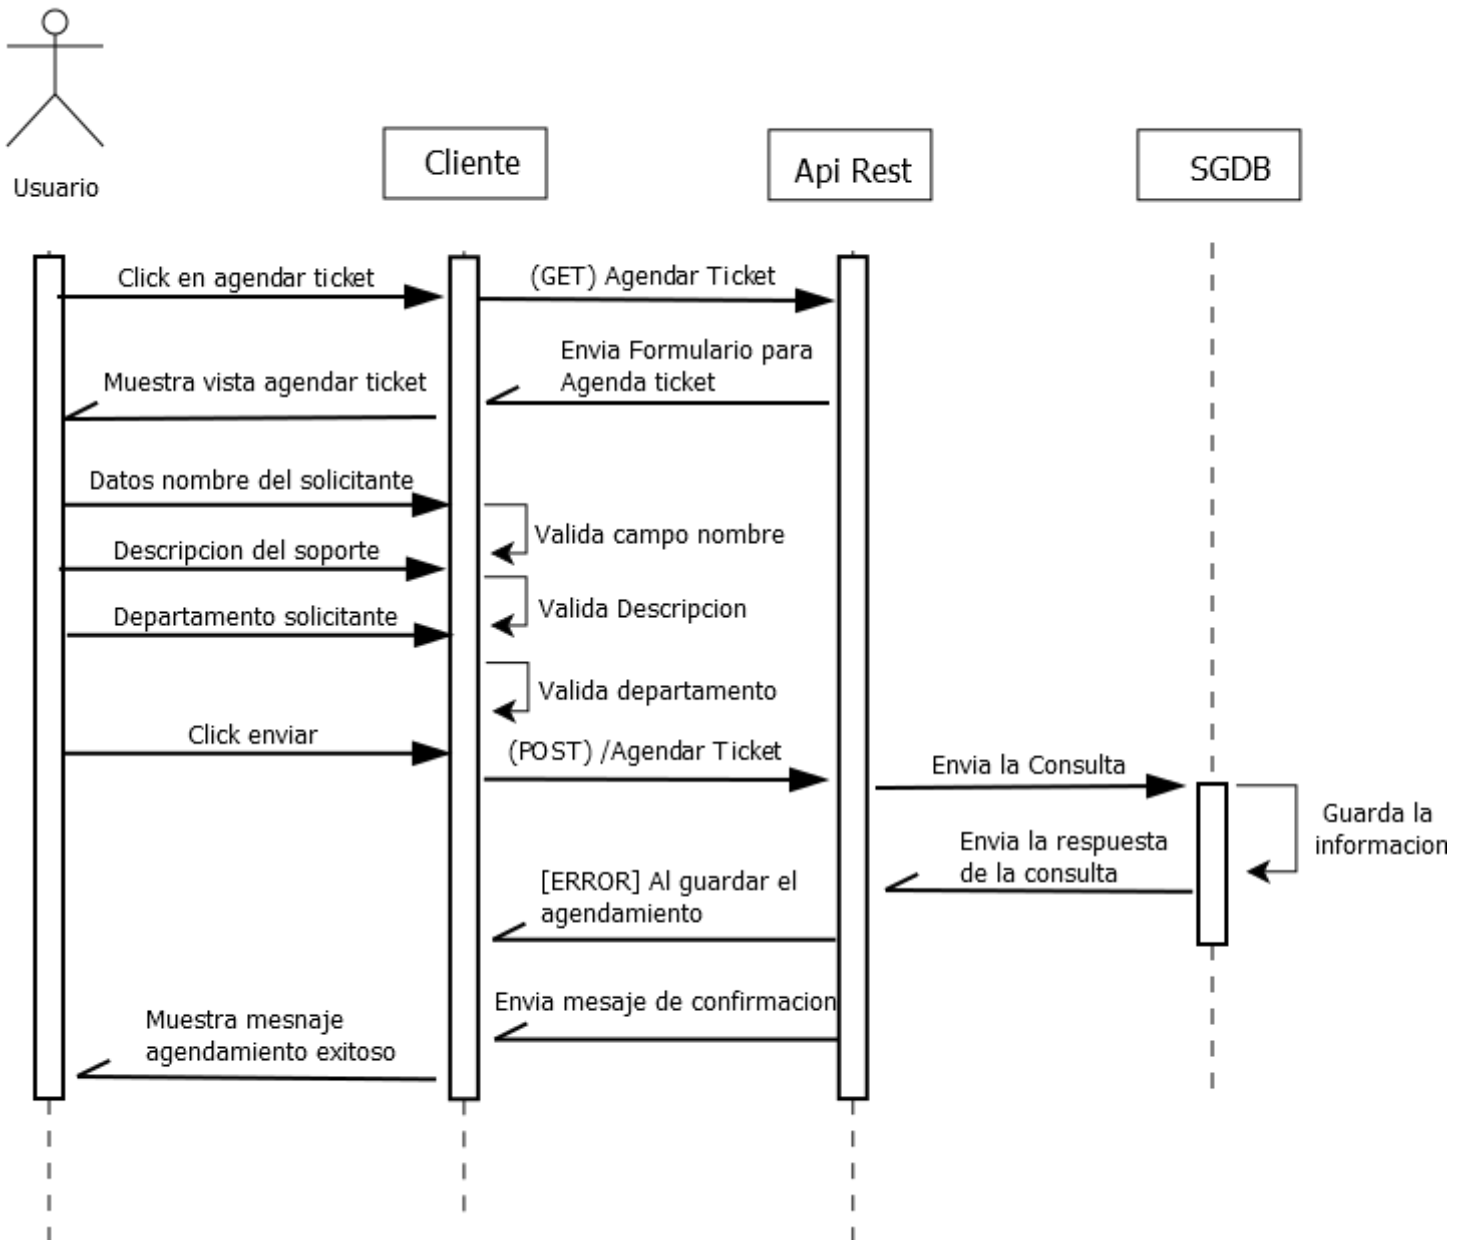 Usuario
Cliente
Api Rest
SGDB
Click en agendar ticket
(GET) Agendar Ticket
Envia Formulario para
Agenda ticket
Muestra vista agendar ticket
Datos nombre del solicitante
Valida campo nombre
Descripcion del soporte
Valida Descripcion
Departamento solicitante
Valida departamento
Click enviar
(POST) /Agendar Ticket
Envia la Consulta
Guarda la
informacion
Envia la respuesta
de la consulta
[ERROR] Al guardar el
agendamiento
Envia mesaje de confirmacion
Muestra mesnaje
agendamiento exitoso